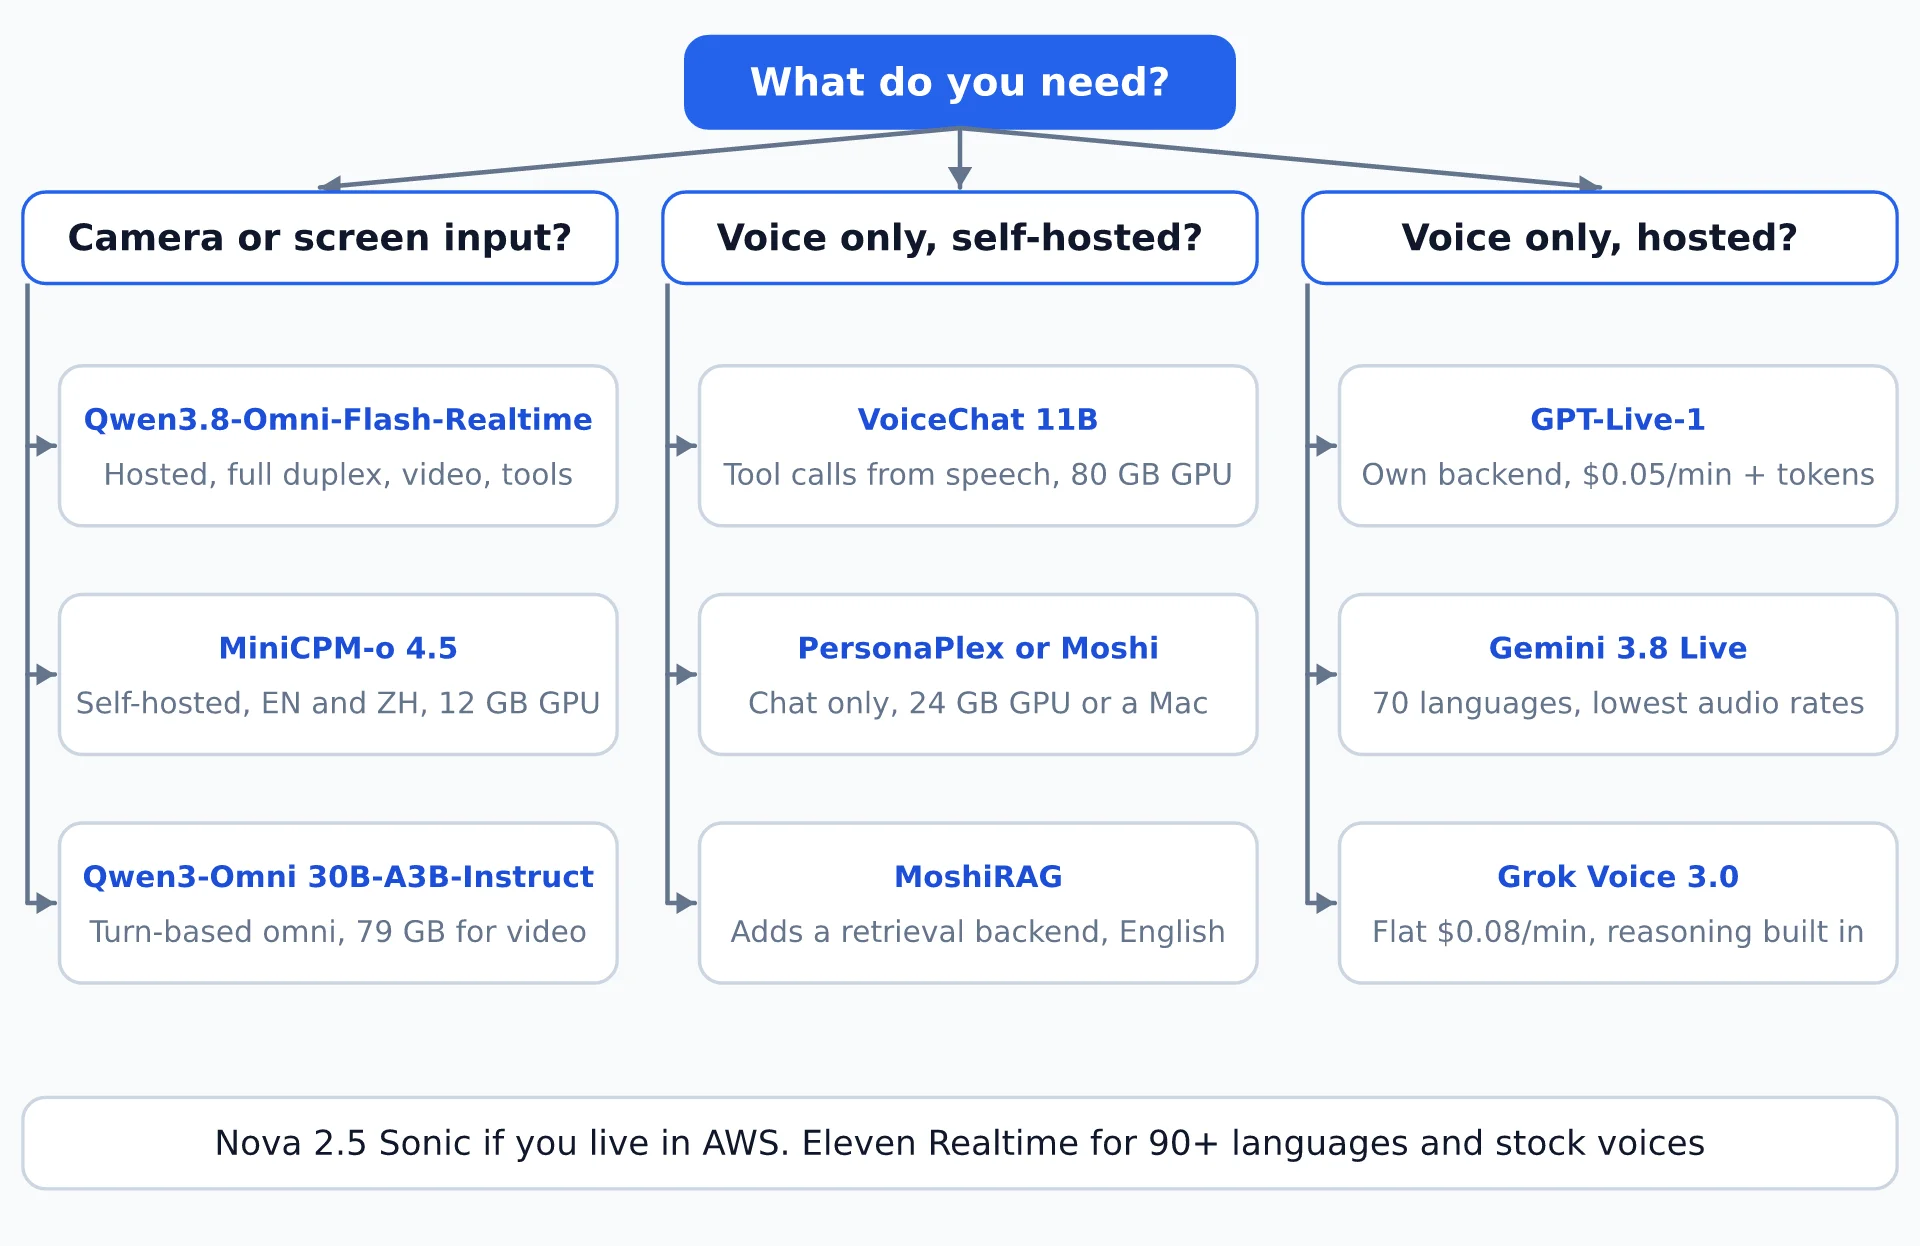 What do you need?
Camera or screen input?
Qwen3.8-Omni-Flash-Realtime
Hosted, full duplex, video, tools
MiniCPM-o 4.5
Self-hosted, EN and ZH, 12 GB GPU
Qwen3-Omni 30B-A3B-Instruct
Turn-based omni, 79 GB for video
Voice only, self-hosted?
VoiceChat 11B
Tool calls from speech, 80 GB GPU
PersonaPlex or Moshi
Chat only, 24 GB GPU or a Mac
MoshiRAG
Adds a retrieval backend, English
Voice only, hosted?
GPT-Live-1
Own backend, $0.05/min + tokens
Gemini 3.8 Live
70 languages, lowest audio rates
Grok Voice 3.0
Flat $0.08/min, reasoning built in
Nova 2.5 Sonic if you live in AWS. Eleven Realtime for 90+ languages and stock voices